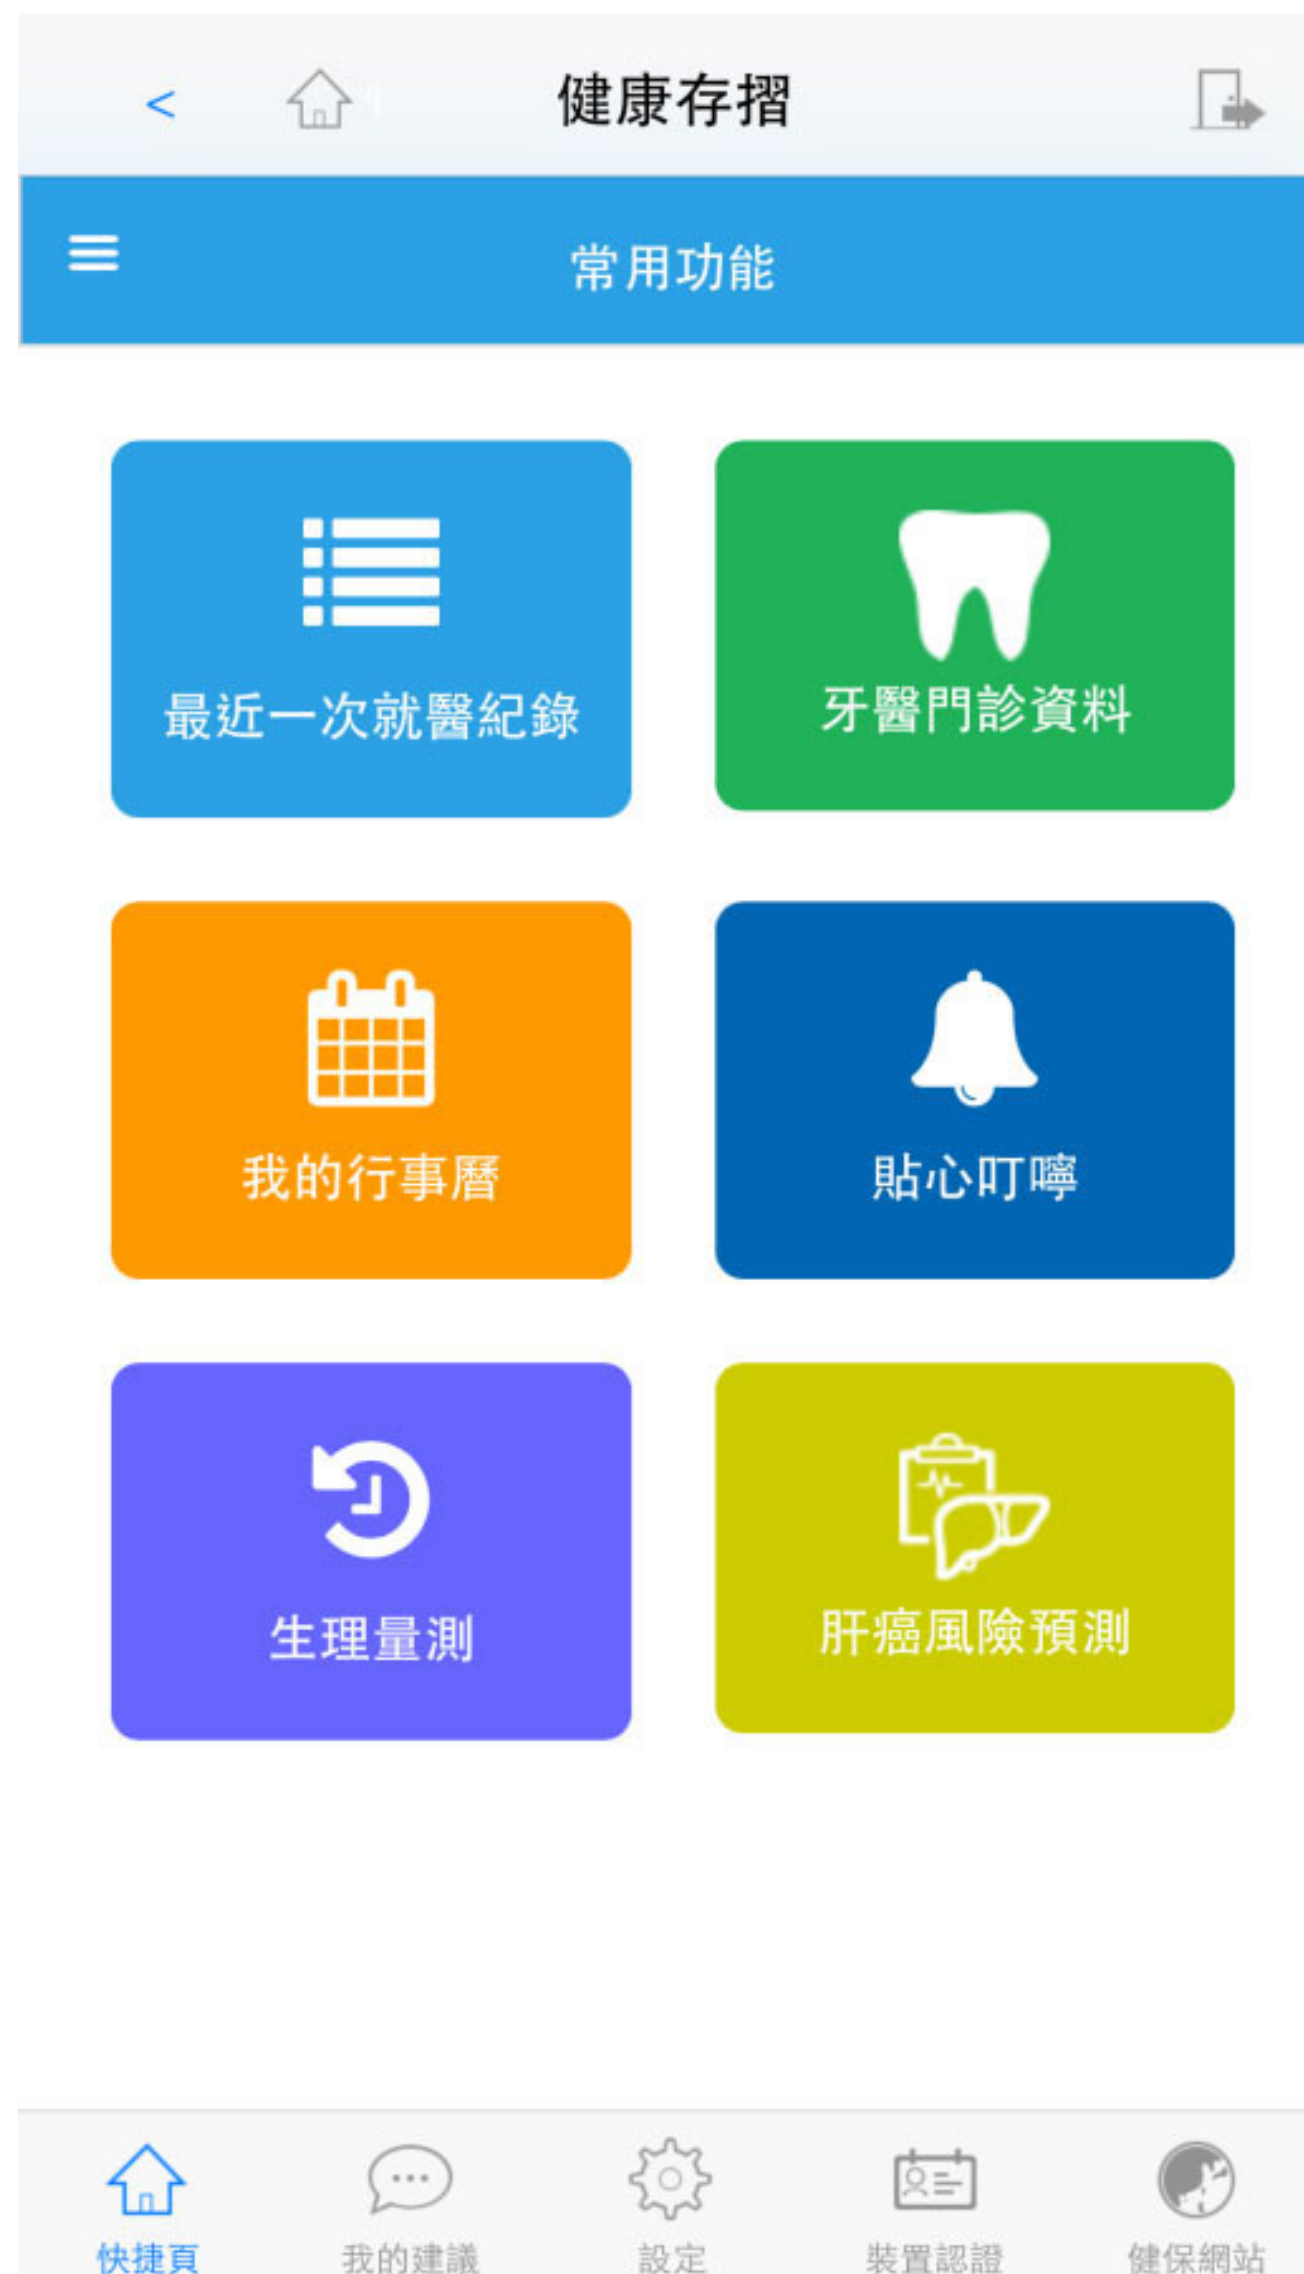 <
健康存摺
常用功能
最近一次就醫紀錄
牙醫門診資料
我的行事曆
貼心叮嚀
生理量測
肝癌風險預測
快捷頁
我的建議
設定
裝置認證
健保網站